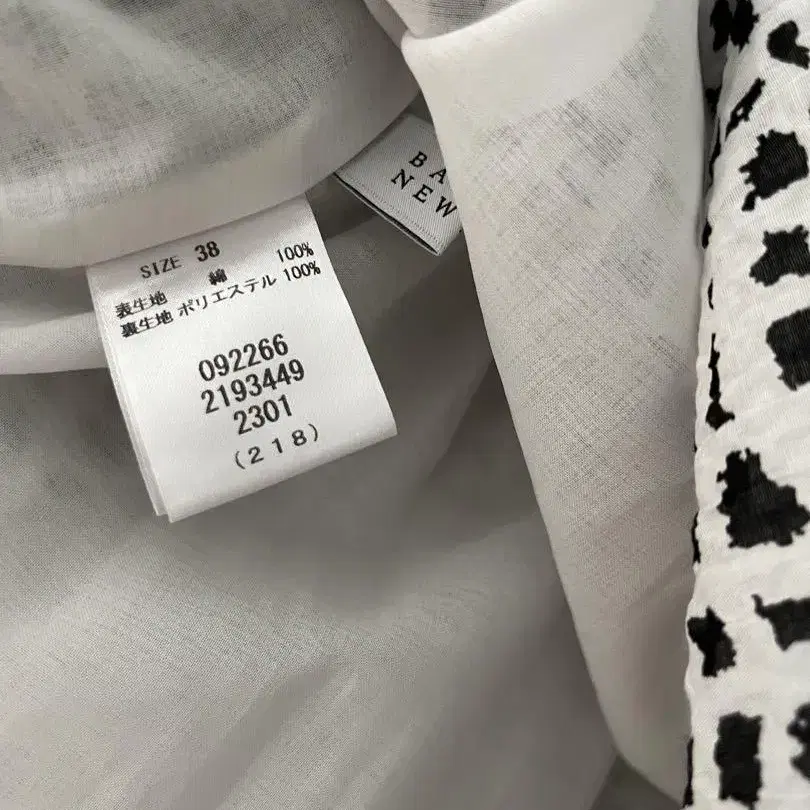 SIZE 38
表生地 綿 100%
裏生地 ポリエステル 100%
092266
2193449
2301
(218)
BA
NEW